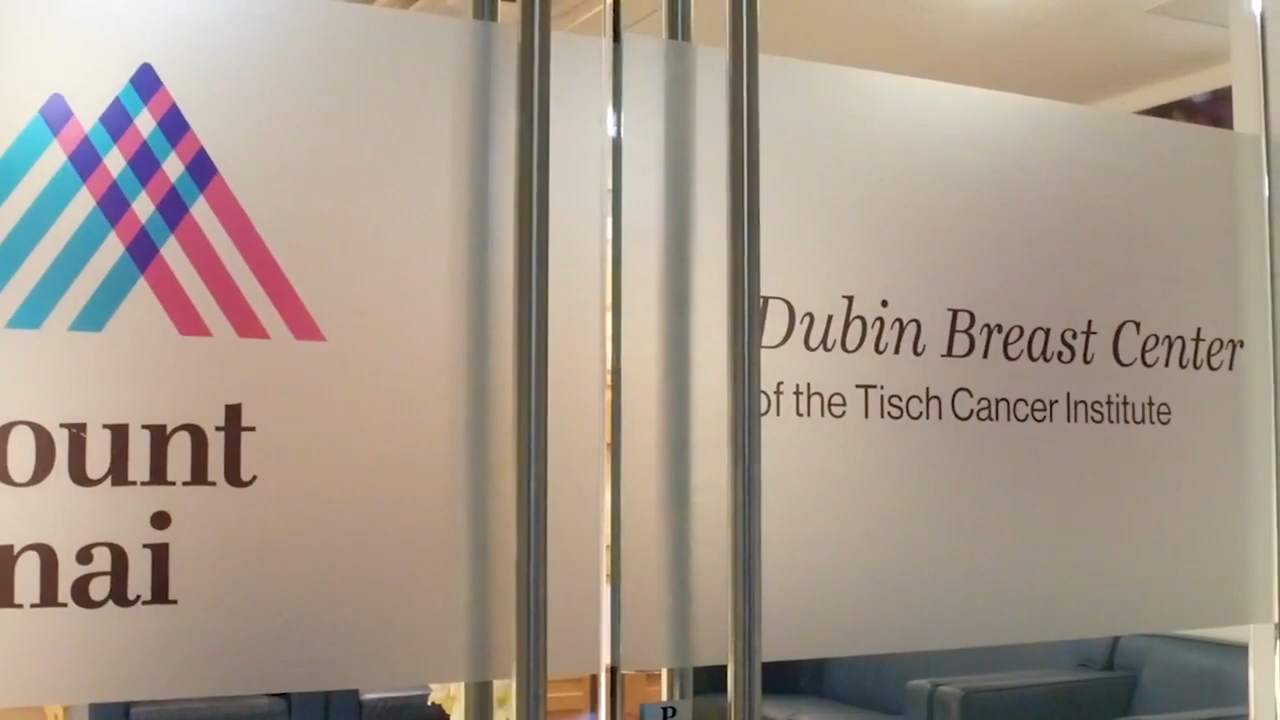 ount
nai
Dubin Breast Center
of the Tisch Cancer Institute
P